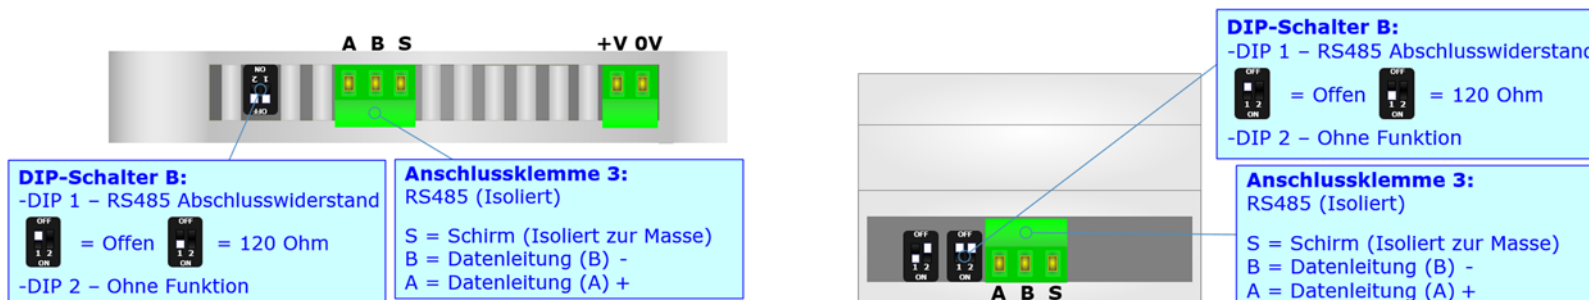 A B S
+V 0V
ON
1 2
OFF
DIP-Schalter B:
-DIP 1 – RS485 Abschlusswiderstand
OFF
1 2
ON
= Offen
OFF
1 2
ON
= 120 Ohm
-DIP 2 – Ohne Funktion
Anschlussklemme 3:
RS485 (Isoliert)
S = Schirm (Isoliert zur Masse)
B = Datenleitung (B) -
A = Datenleitung (A) +
OFF
1 2
ON
OFF
1 2
ON
A B S
DIP-Schalter B:
-DIP 1 – RS485 Abschlusswiderstand
OFF
1 2
ON
= Offen
OFF
1 2
ON
= 120 Ohm
-DIP 2 – Ohne Funktion
Anschlussklemme 3:
RS485 (Isoliert)
S = Schirm (Isoliert zur Masse)
B = Datenleitung (B) -
A = Datenleitung (A) +